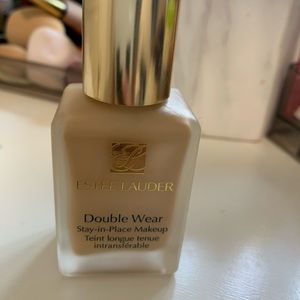 ESTĒE LAUDER
Double Wear
Stay-in-Place Makeup
Teint longue tenue
intransférable